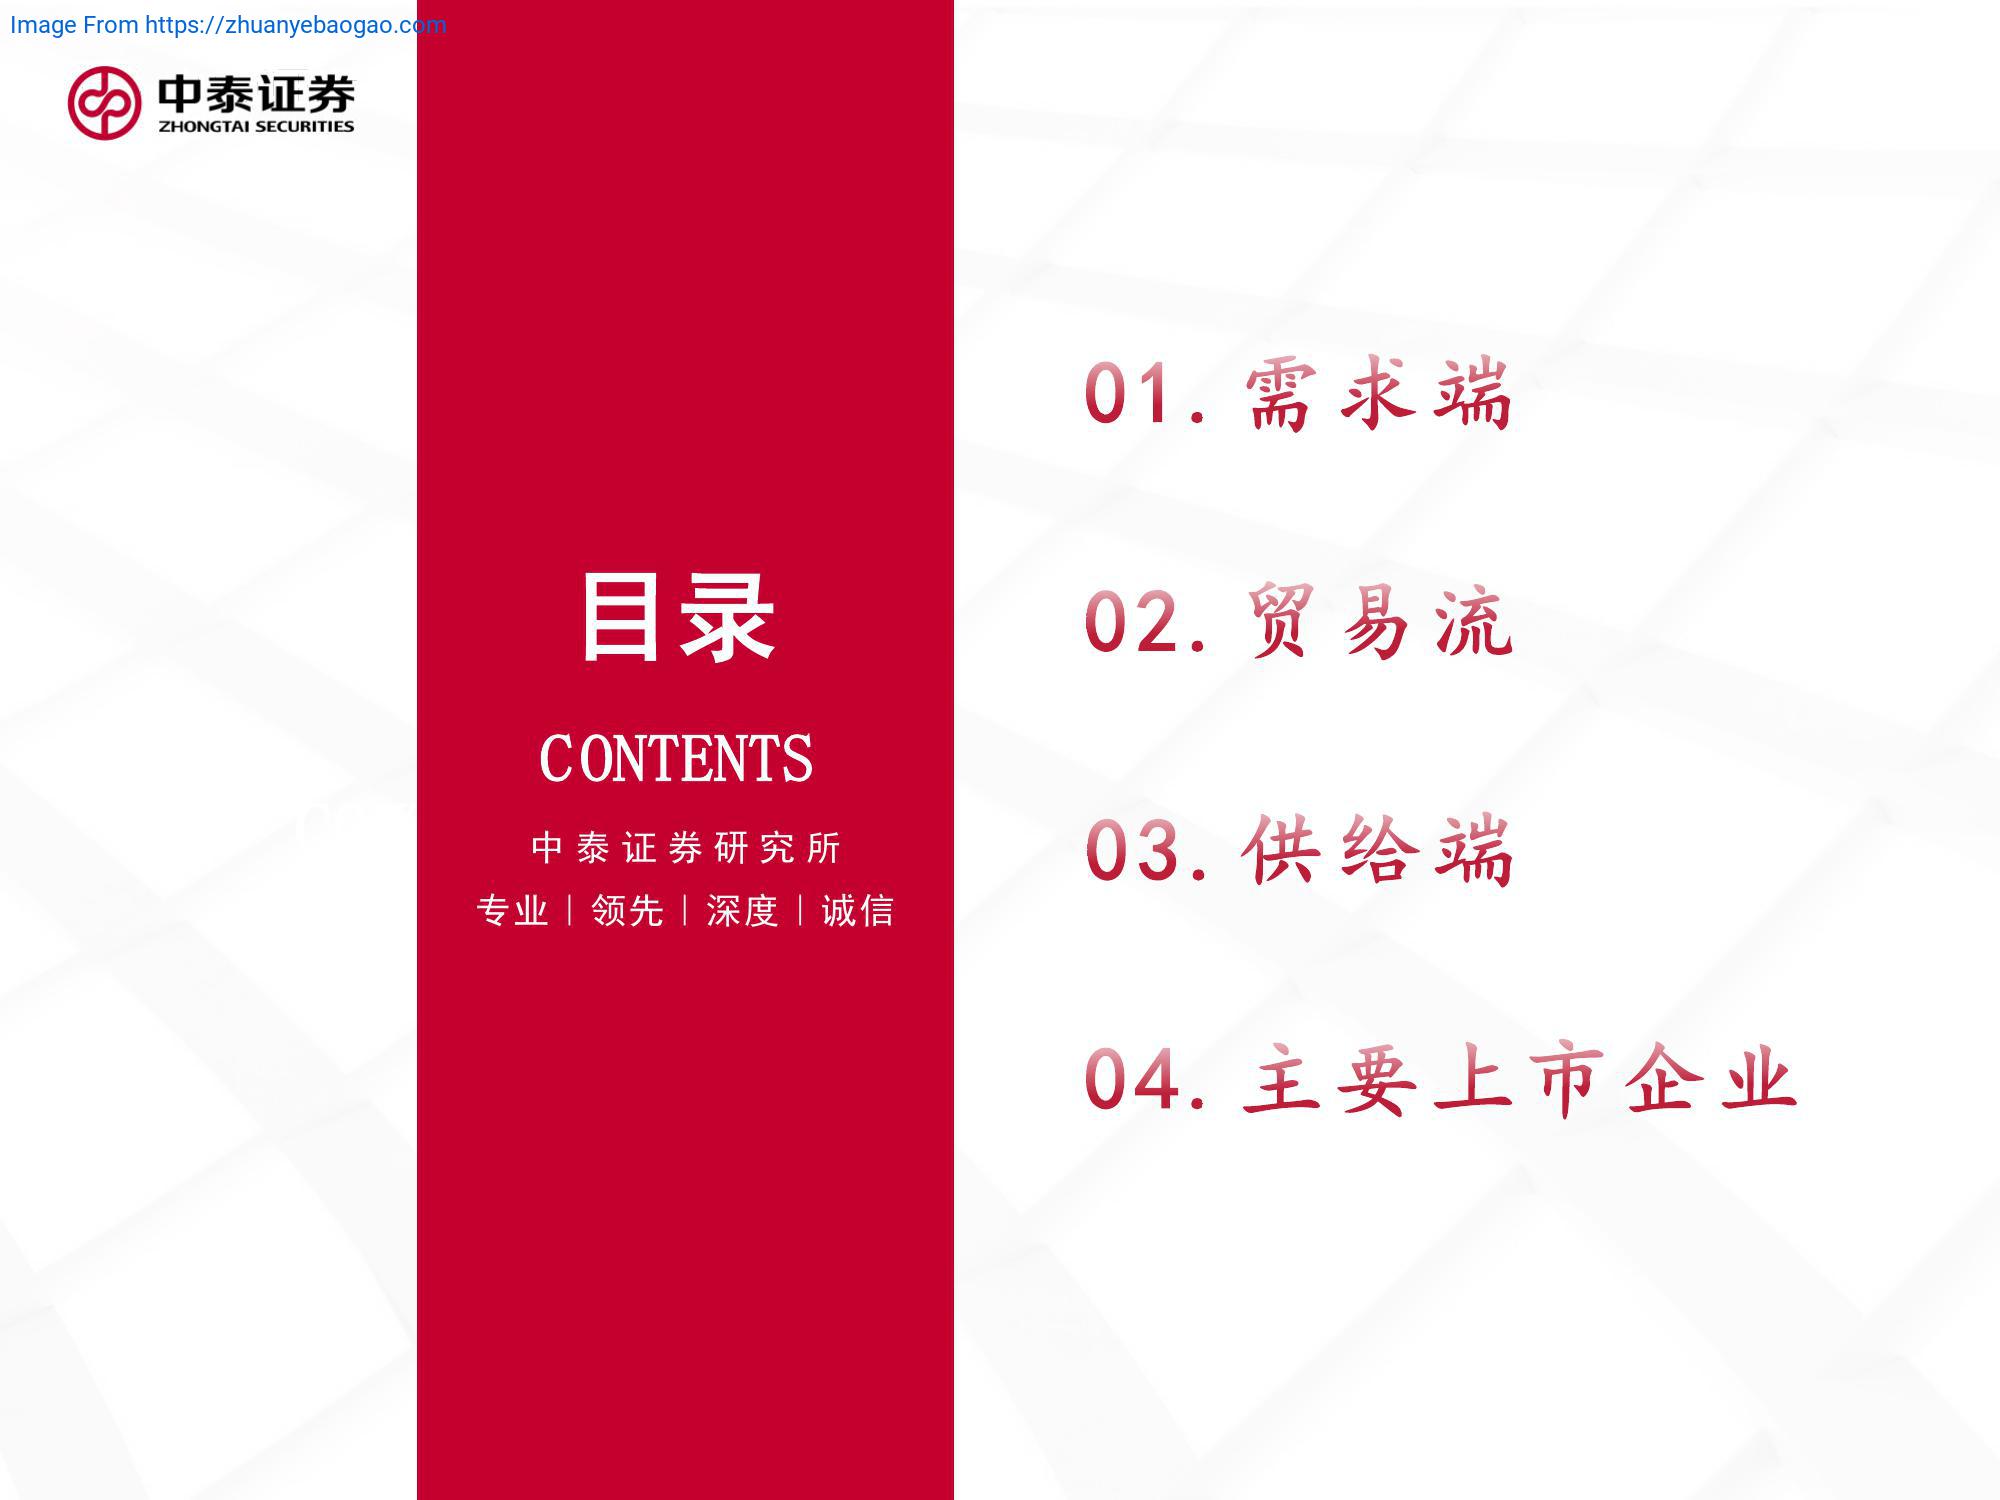 Image From https://zhuanyebaogao.com
中泰证券
ZHONGTAI SECURITIES
目录
CONTENTS
中泰证券研究所
专业｜领先｜深度｜诚信
01.需求端
02.贸易流
03.供给端
04.主要上市企业